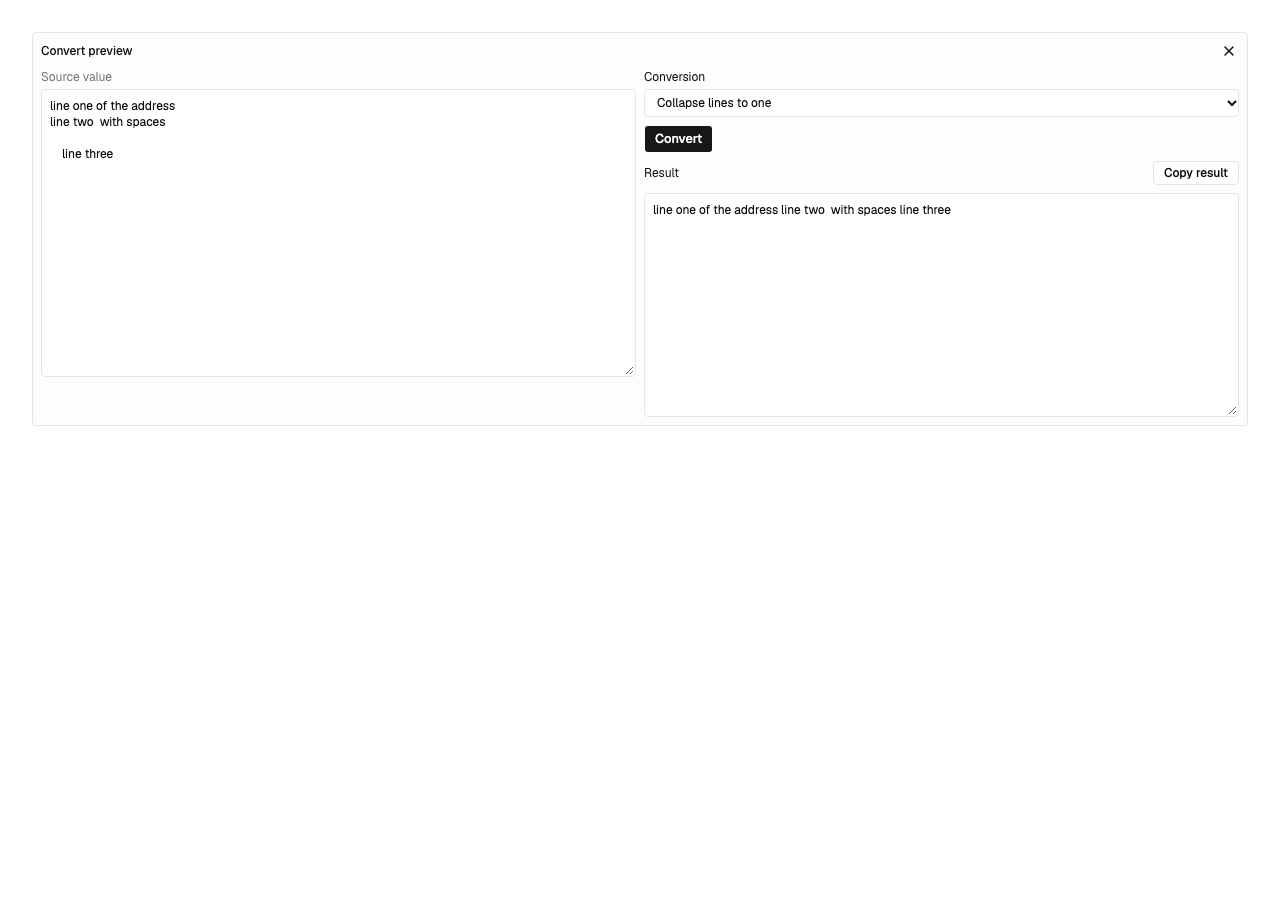 Convert preview
Source value
line one of the address
line two  with spaces

    line three
Conversion
Collapse lines to one
Convert
Result
Copy result
line one of the address line two  with spaces line three